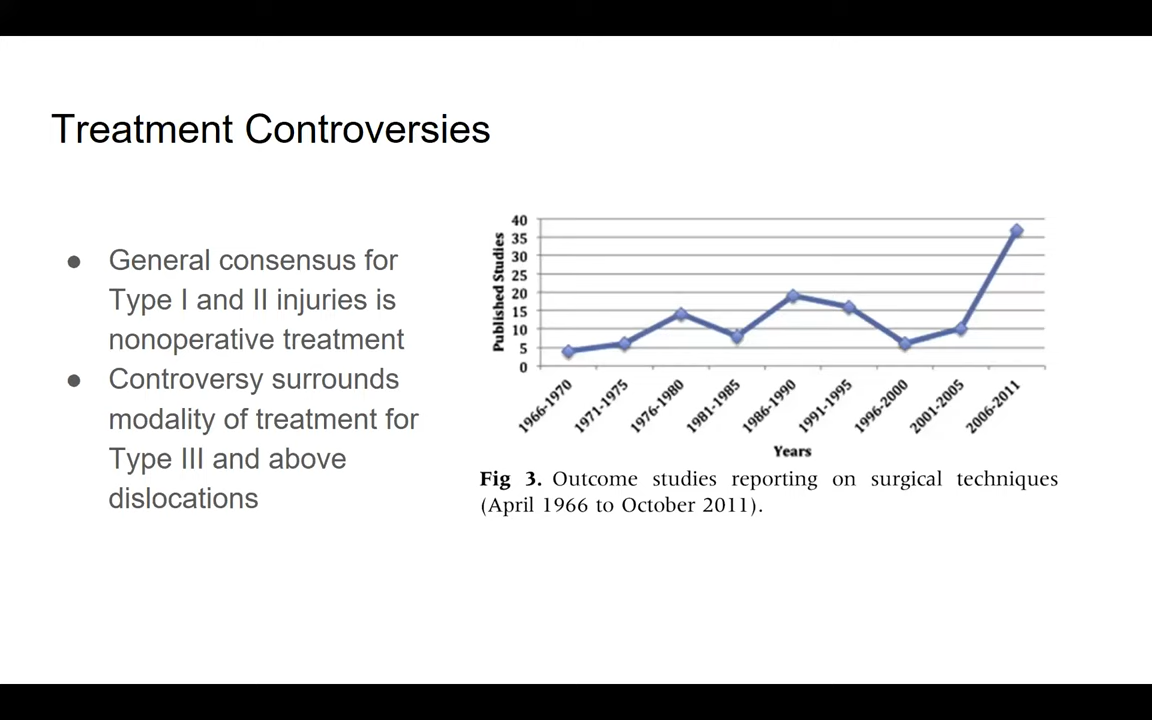 Treatment Controversies
● General consensus for
Type I and II injuries is
nonoperative treatment
● Controversy surrounds
modality of treatment for
Type III and above
dislocations
Published Studies
40
35
30
25
20
15
10
5
0
1966-1970
1971-1975
1976-1980
1981-1985
1986-1990
1991-1995
1996-2000
2001-2005
2006-2011
Years
Fig 3. Outcome studies reporting on surgical techniques
(April 1966 to October 2011).